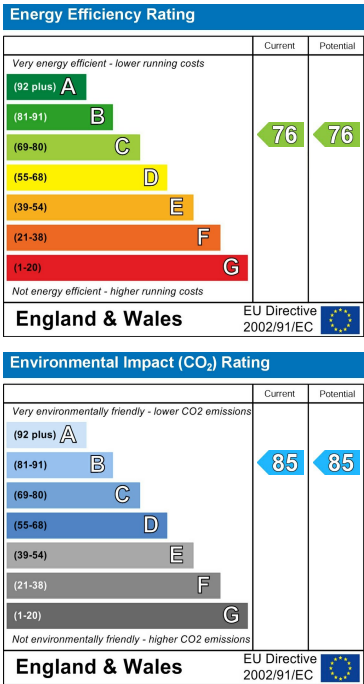 Energy Efficiency Rating
Current Potential
Very energy efficient - lower running costs
(92 plus) A
(81-91) B
(69-80) C 76 76
(55-68) D
(39-54) E
(21-38) F
(1-20) G
Not energy efficient - higher running costs
England & Wales EU Directive
2002/91/EC
Environmental Impact (CO₂) Rating
Current Potential
Very environmentally friendly - lower CO2 emissions
(92 plus) A
(81-91) B 85 85
(69-80) C
(55-68) D
(39-54) E
(21-38) F
(1-20) G
Not environmentally friendly - higher CO2 emissions
England & Wales EU Directive
2002/91/EC